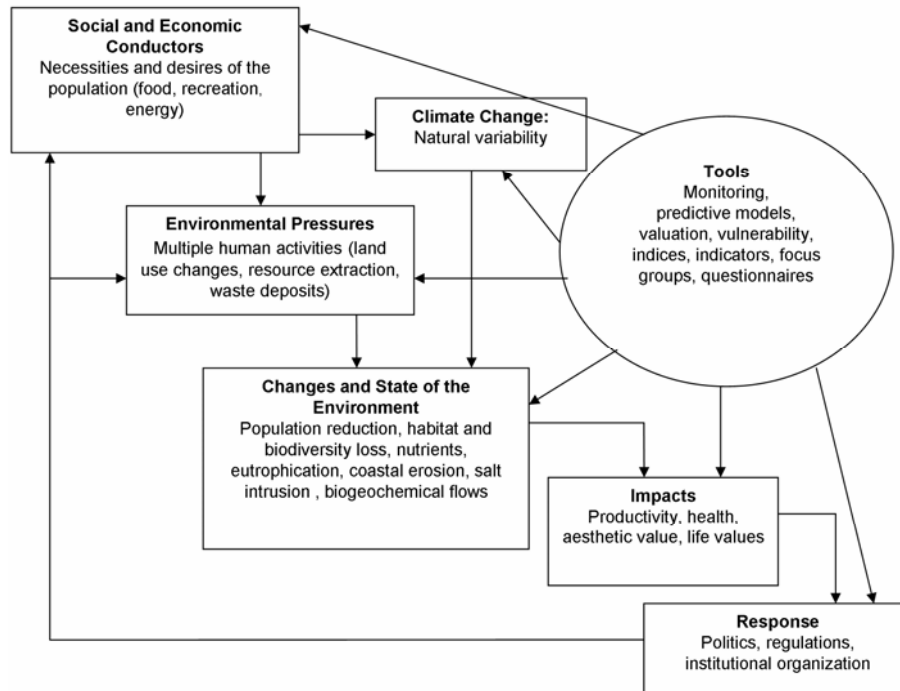 Social and Economic
Conductors
Necessities and desires of the
population (food, recreation,
energy)
Climate Change:
Natural variability
Tools
Monitoring,
predictive models,
valuation, vulnerability,
indices, indicators, focus
groups, questionnaires
Environmental Pressures
Multiple human activities (land
use changes, resource extraction,
waste deposits)
Changes and State of the
Environment
Population reduction, habitat and
biodiversity loss, nutrients,
eutrophication, coastal erosion, salt
intrusion , biogeochemical flows
Impacts
Productivity, health,
aesthetic value, life values
Response
Politics, regulations,
institutional organization